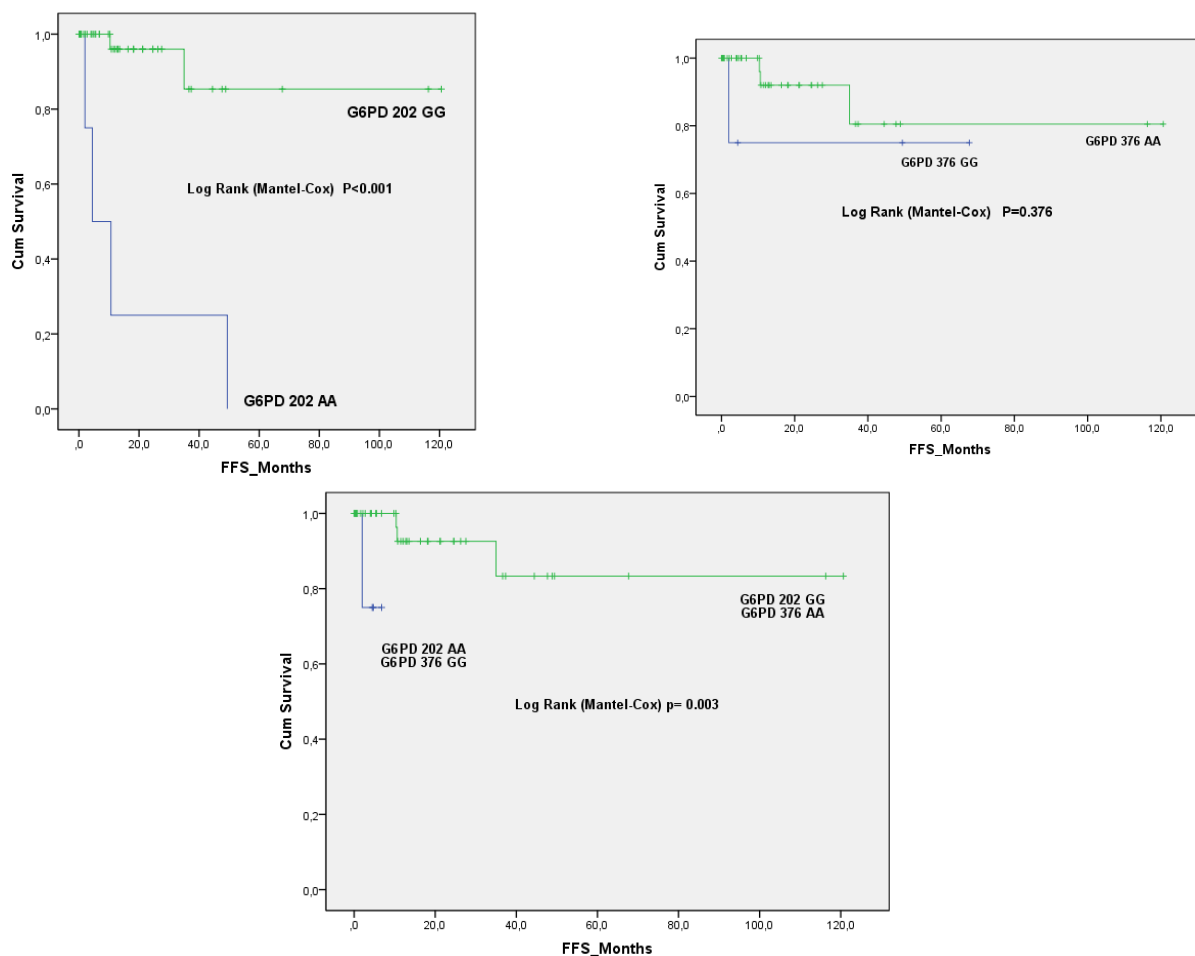 1,0
0,8
0,6
0,4
0,2
0,0
Cum Survival
G6PD 202 GG
Log Rank (Mantel-Cox) P<0.001
G6PD 202 AA
,0 20,0 40,0 60,0 80,0 100,0 120,0
FFS_Months
1,0
0,8
0,6
0,4
0,2
0,0
Cum Survival
G6PD 376 AA
G6PD 376 GG
Log Rank (Mantel-Cox) P=0.376
,0 20,0 40,0 60,0 80,0 100,0 120,0
FFS_Months
1,0
0,8
0,6
0,4
0,2
0,0
Cum Survival
G6PD 202 GG
G6PD 376 AA
G6PD 202 AA
G6PD 376 GG
Log Rank (Mantel-Cox) p= 0.003
,0 20,0 40,0 60,0 80,0 100,0 120,0
FFS_Months